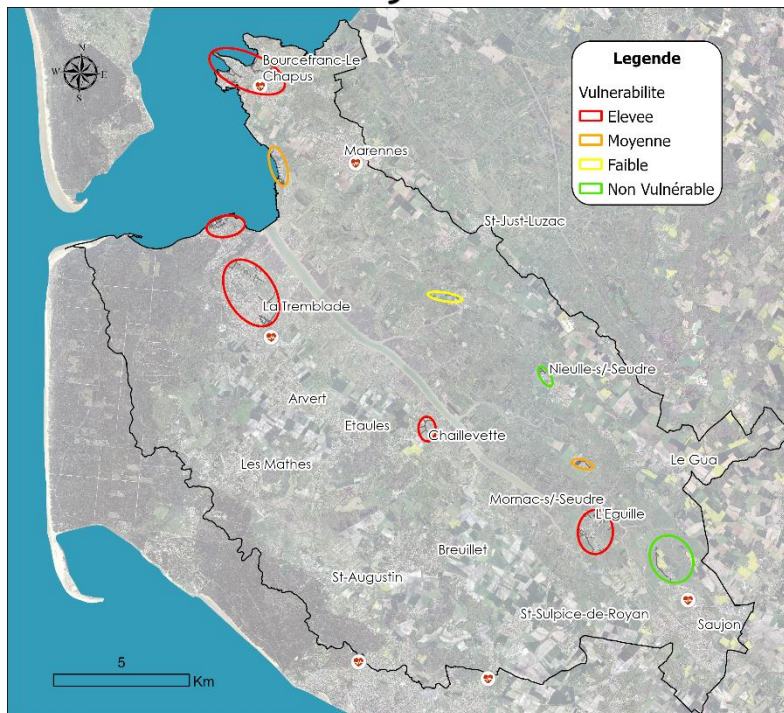 N
W E
S
Bourcefranc-Le
Chapus
Legende
Vulnerabilite
Elevee
Moyenne
Faible
Non Vulnérable
Marennes
St-Just-Luzac
La Tremblade
Nieulle-s/-Seudre
Arvert
Etaules
Chaillevette
Les Mathes
Le Gua
Mornac-s/-Seudre
L'Eguille
Breuillet
St-Augustin
St-Sulpice-de-Royan
Saujon
5
Km